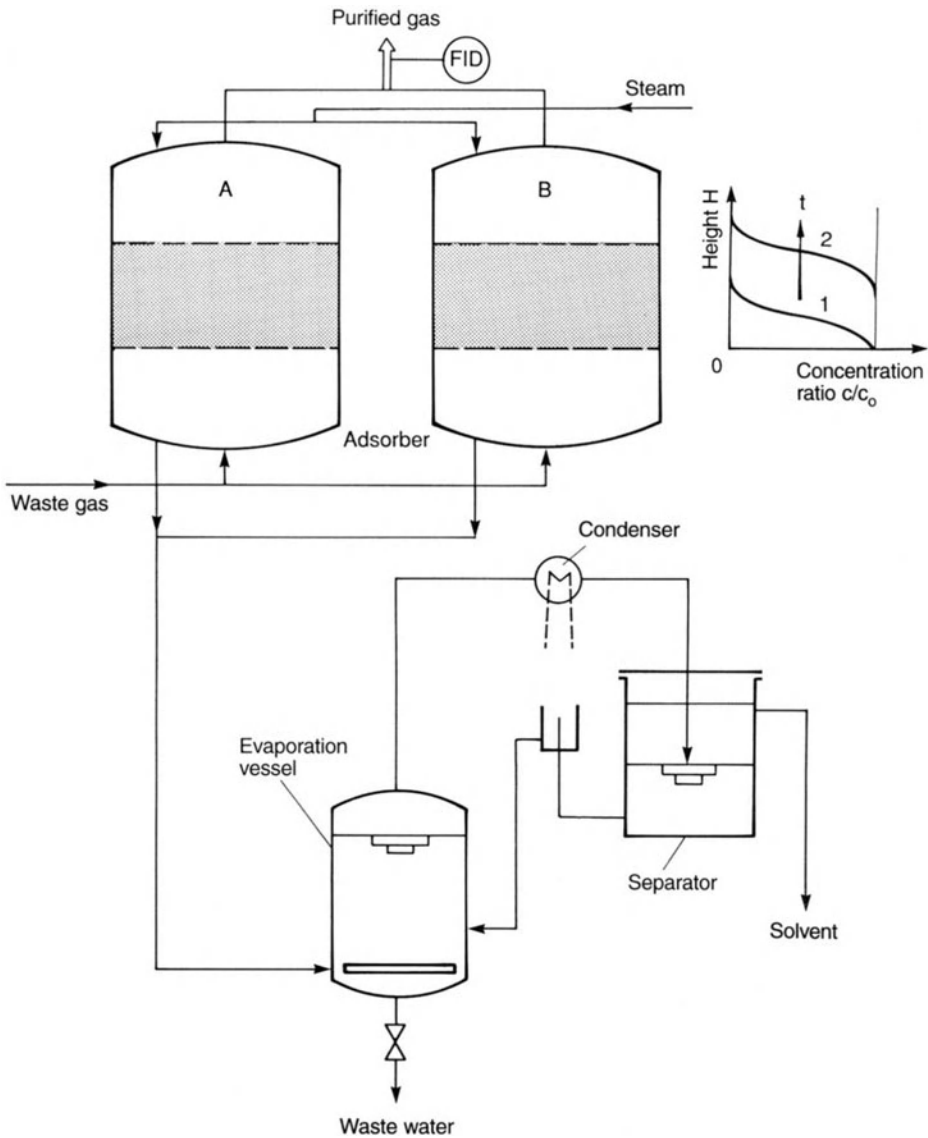 Purified gas
FID
Steam
A
B
Height H
t
2
1
0
Concentration
ratio c/c₀
Adsorber
Waste gas
Condenser
Evaporation
vessel
Separator
Solvent
Waste water